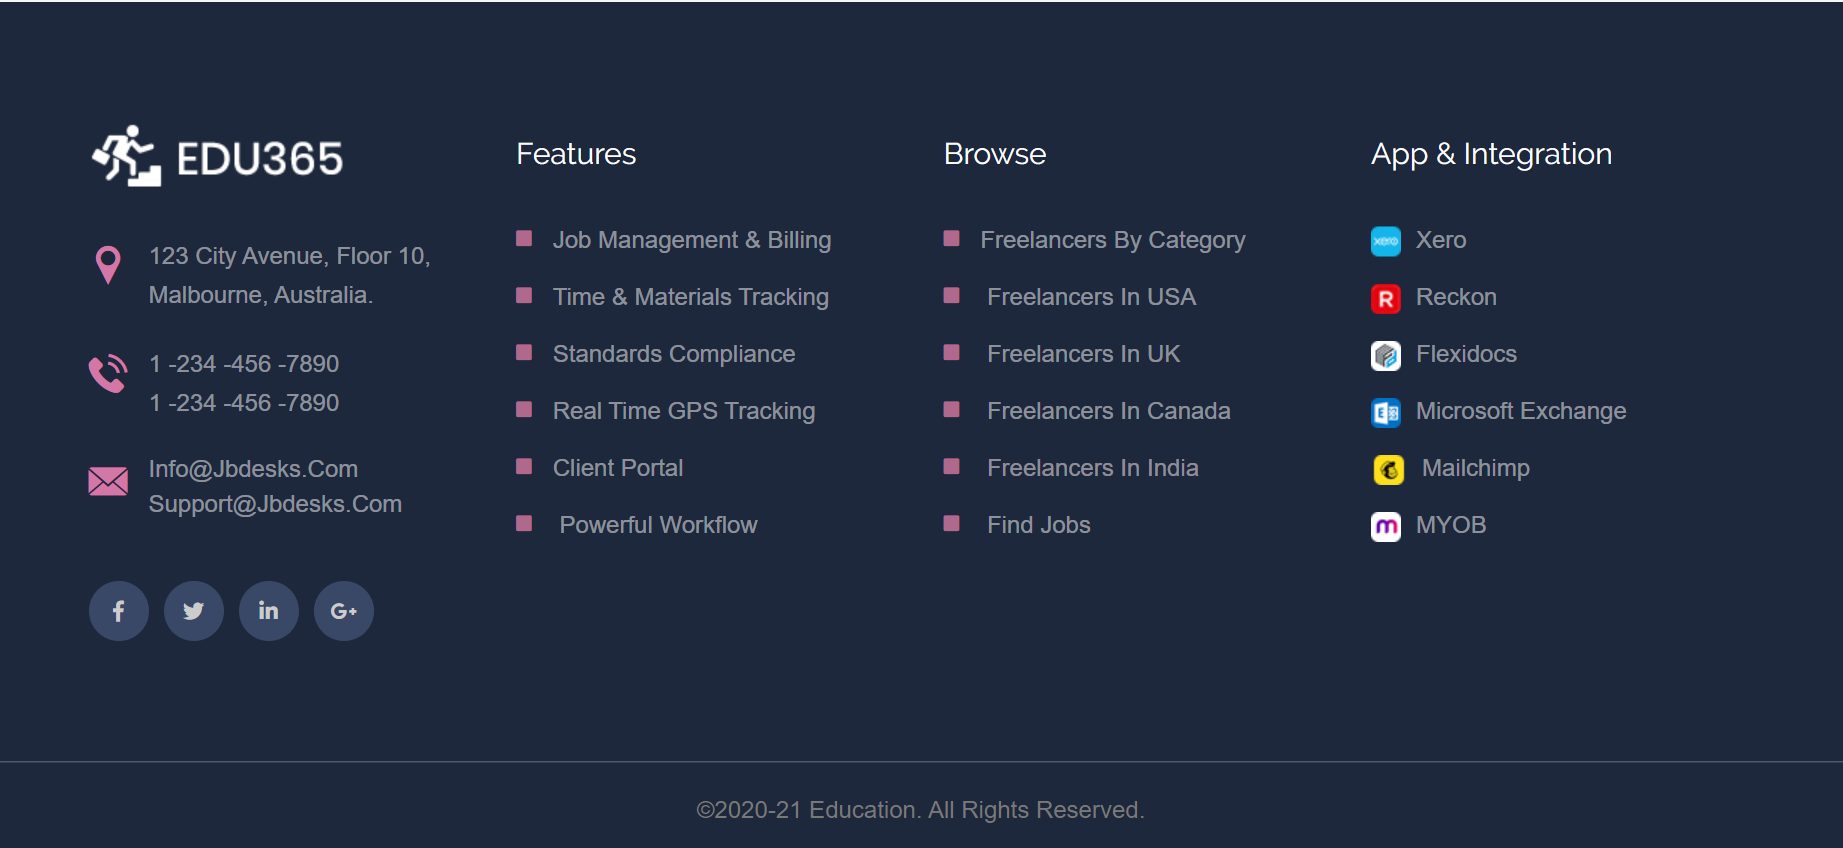 EDU365
123 City Avenue, Floor 10,
Malbourne, Australia.
1 -234 -456 -7890
1 -234 -456 -7890
Info@Jbdesks.Com
Support@Jbdesks.Com
f
in
G+
Features
Job Management & Billing
Time & Materials Tracking
Standards Compliance
Real Time GPS Tracking
Client Portal
Powerful Workflow
Browse
Freelancers By Category
Freelancers In USA
Freelancers In UK
Freelancers In Canada
Freelancers In India
Find Jobs
App & Integration
xero Xero
R Reckon
Flexidocs
E Microsoft Exchange
Mailchimp
m MYOB
©2020-21 Education. All Rights Reserved.